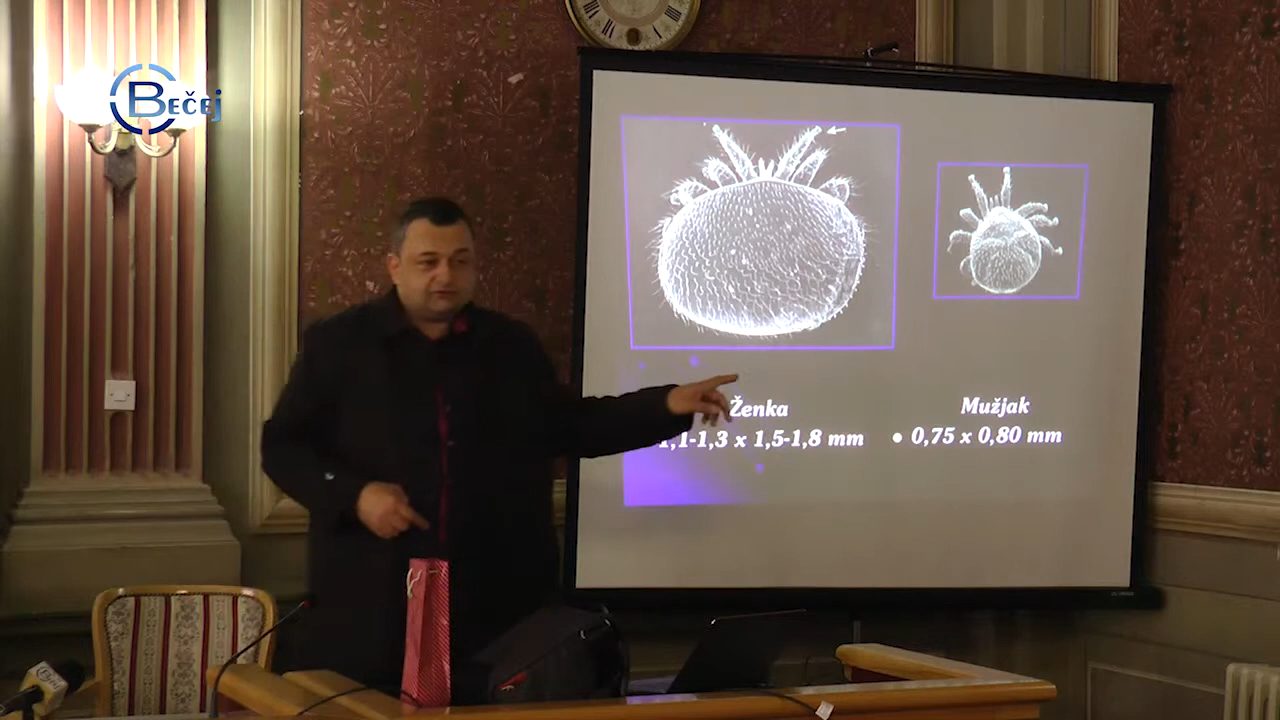 BEČEJ
Ženka
1,1-1,3 x 1,5-1,8 mm
Mužjak
• 0,75 x 0,80 mm